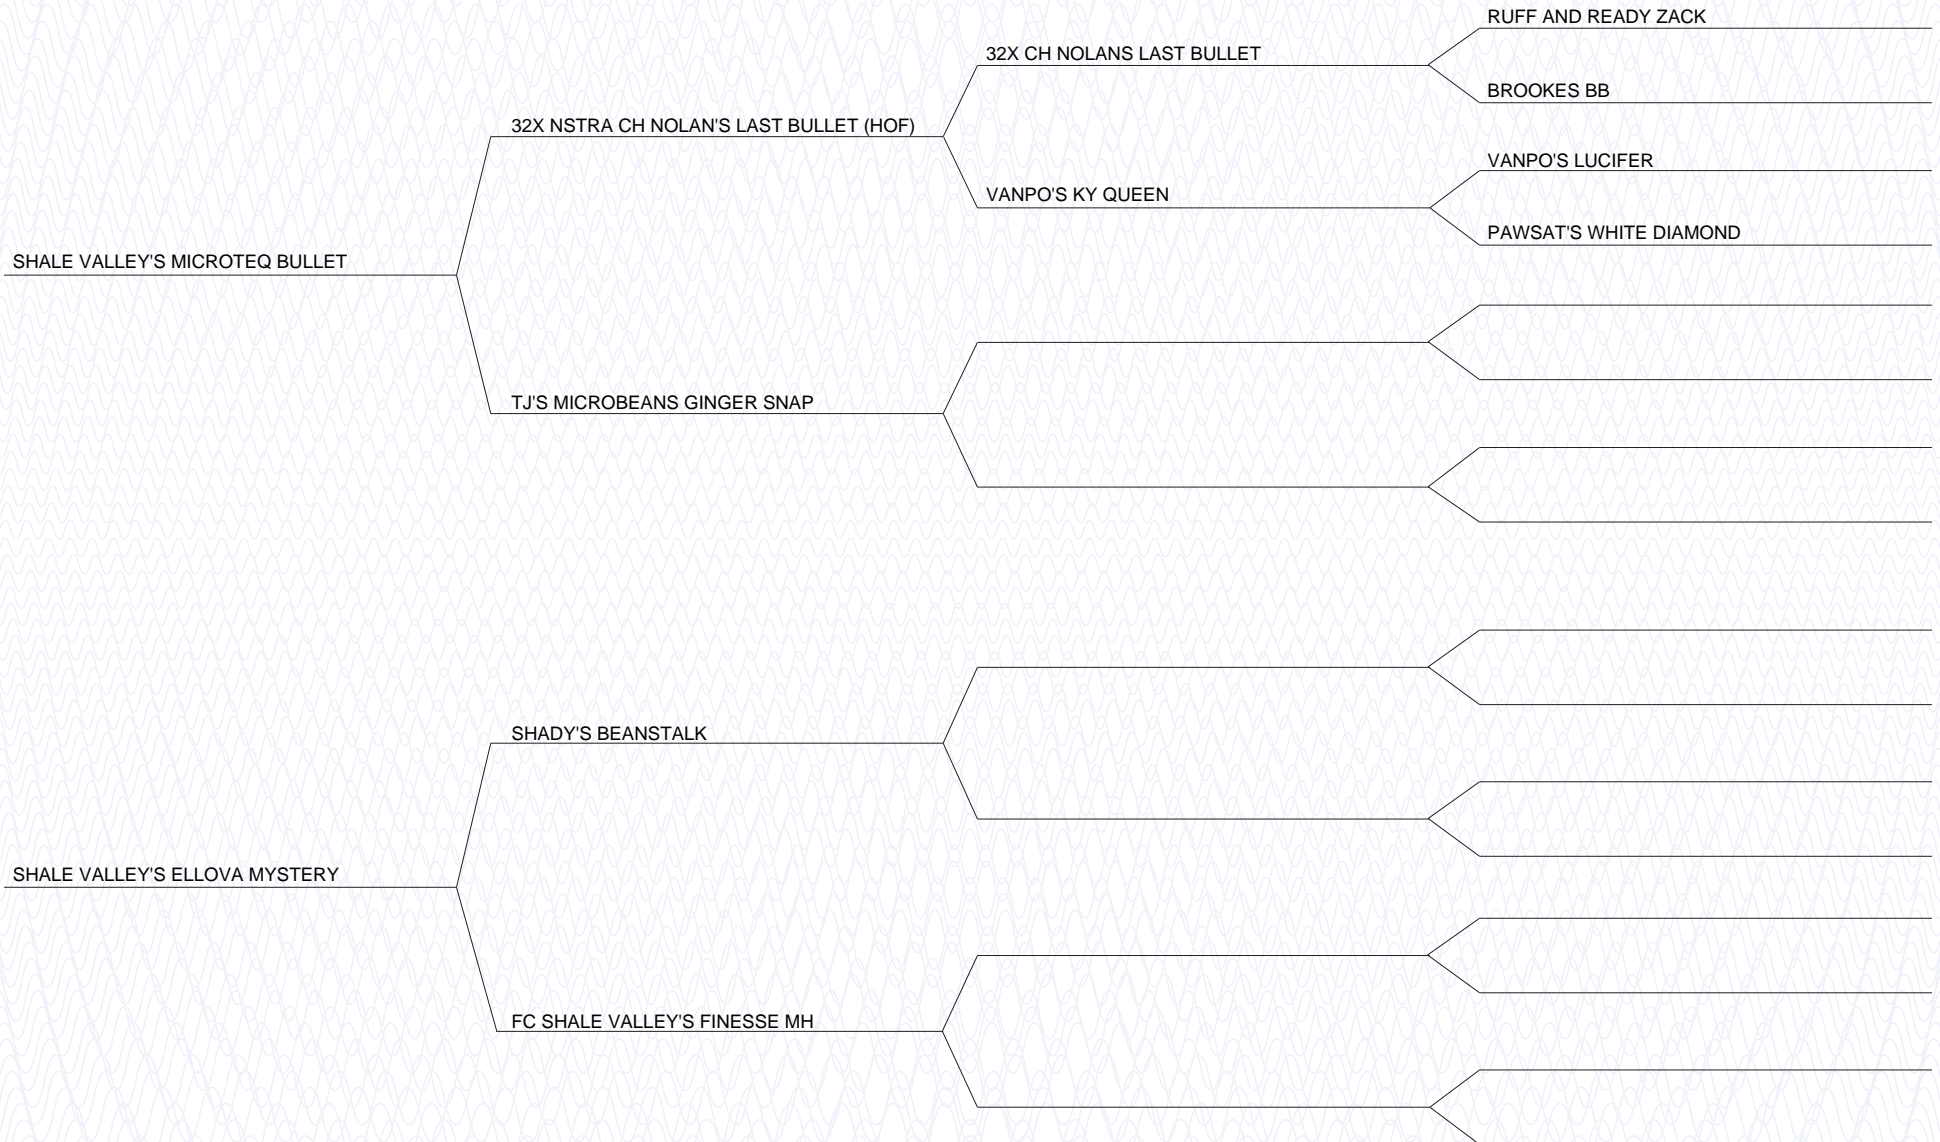 RUFF AND READY ZACK
32X CH NOLANS LAST BULLET
BROOKES BB
32X NSTRA CH NOLAN'S LAST BULLET (HOF)
VANPO'S LUCIFER
VANPO'S KY QUEEN
PAWSAT'S WHITE DIAMOND
SHALE VALLEY'S MICROTEQ BULLET
TJ'S MICROBEANS GINGER SNAP
SHADY'S BEANSTALK
SHALE VALLEY'S ELLOVA MYSTERY
FC SHALE VALLEY'S FINESSE MH